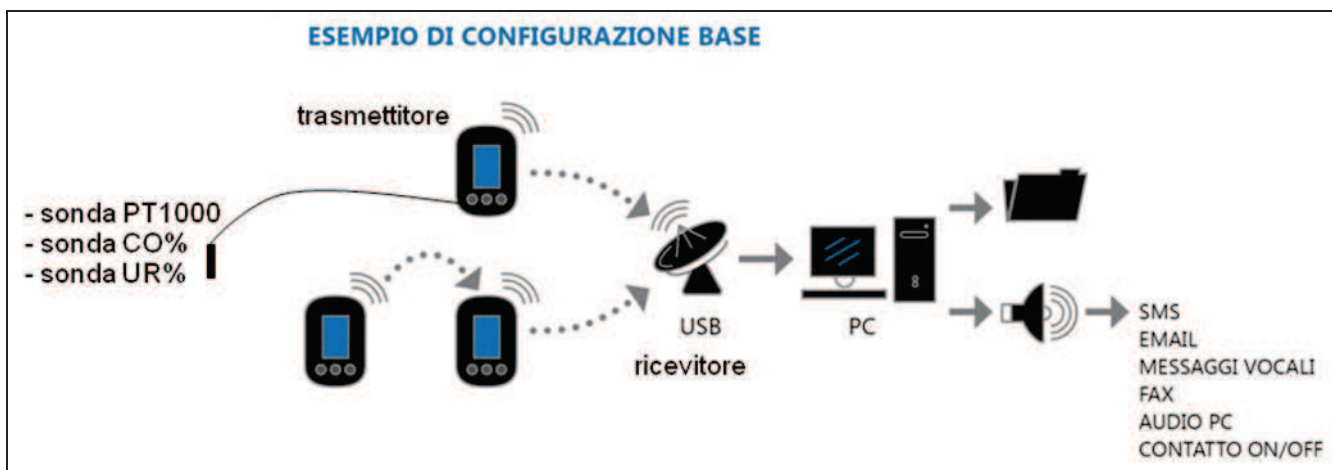 ESEMPIO DI CONFIGURAZIONE BASE
trasmettitore
- sonda PT1000
- sonda CO%
- sonda UR%
USB
ricevitore
PC
SMS
EMAIL
MESSAGGI VOCALI
FAX
AUDIO PC
CONTATTO ON/OFF